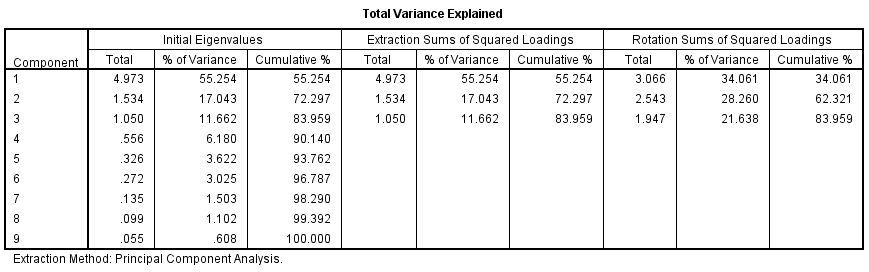 Total Variance Explained
Initial Eigenvalues Extraction Sums of Squared Loadings Rotation Sums of Squared Loadings
Component Total % of Variance Cumulative % Total % of Variance Cumulative % Total % of Variance Cumulative %
1 4.973 55.254 55.254 4.973 55.254 55.254 3.066 34.061 34.061
2 1.534 17.043 72.297 1.534 17.043 72.297 2.543 28.260 62.321
3 1.050 11.662 83.959 1.050 11.662 83.959 1.947 21.638 83.959
4 .556 6.180 90.140
5 .326 3.622 93.762
6 .272 3.025 96.787
7 .135 1.503 98.290
8 .099 1.102 99.392
9 .055 .608 100.000
Extraction Method: Principal Component Analysis.